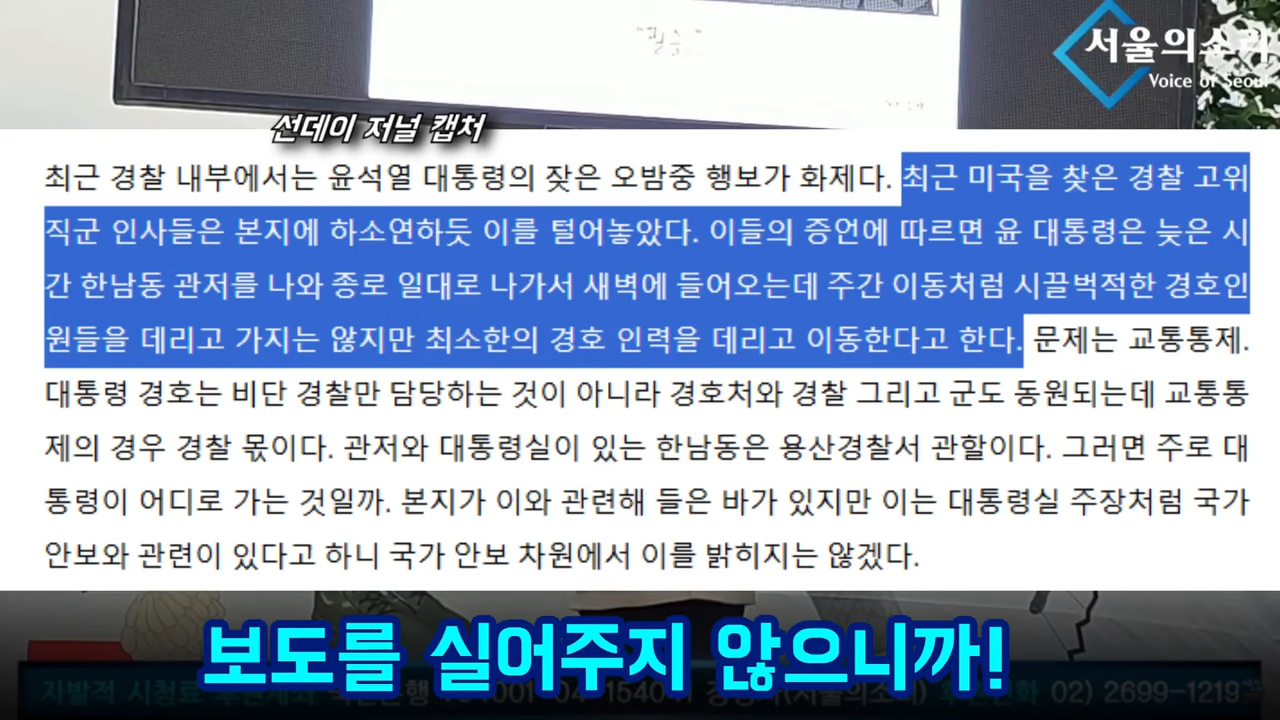 서울의소리
Voice of Seoul
선데이 저널 캡처
최근 경찰 내부에서는 윤석열 대통령의 잦은 오밤중 행보가 화제다. 최근 미국을 찾은 경찰 고위
직군 인사들은 본지에 하소연하듯 이를 털어놓았다. 이들의 증언에 따르면 윤 대통령은 늦은 시
간 한남동 관저를 나와 종로 일대로 나가서 새벽에 들어오는데 주간 이동처럼 시끌벅적한 경호인
원들을 데리고 가지는 않지만 최소한의 경호 인력을 데리고 이동한다고 한다. 문제는 교통통제.
대통령 경호는 비단 경찰만 담당하는 것이 아니라 경호처와 경찰 그리고 군도 동원되는데 교통통
제의 경우 경찰 몫이다. 관저와 대통령실이 있는 한남동은 용산경찰서 관할이다. 그러면 주로 대
통령이 어디로 가는 것일까. 본지가 이와 관련해 들은 바가 있지만 이는 대통령실 주장처럼 국가
안보와 관련이 있다고 하니 국가 안보 차원에서 이를 밝히지는 않겠다.
보도를 실어주지 않으니까!
자발적 시청료 02) 2699-1219